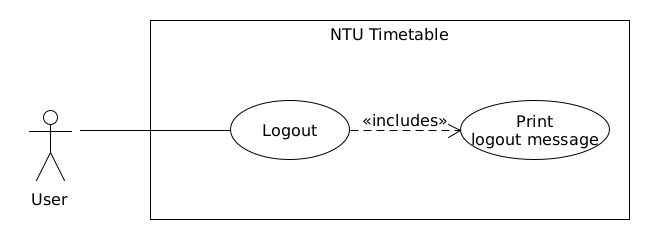 NTU Timetable
«includes»
Logout
Print
logout message
User